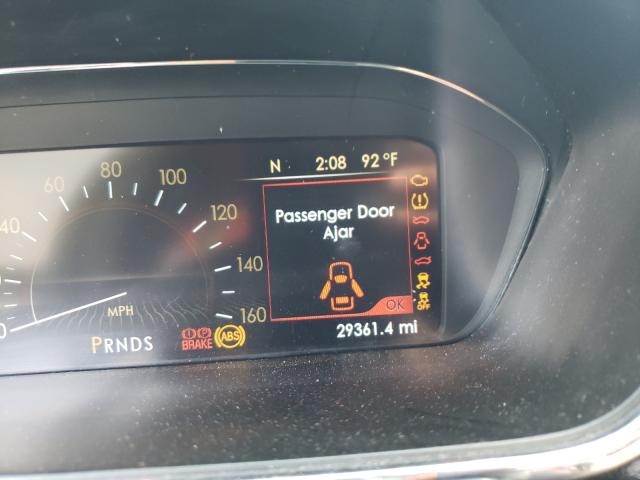 N 2:08 92 °F
60 80 100 120 140 160
40
0
MPH
Passenger Door
Ajar
OK
PRNDS
BRAKE ABS
OFF
29361.4 mi